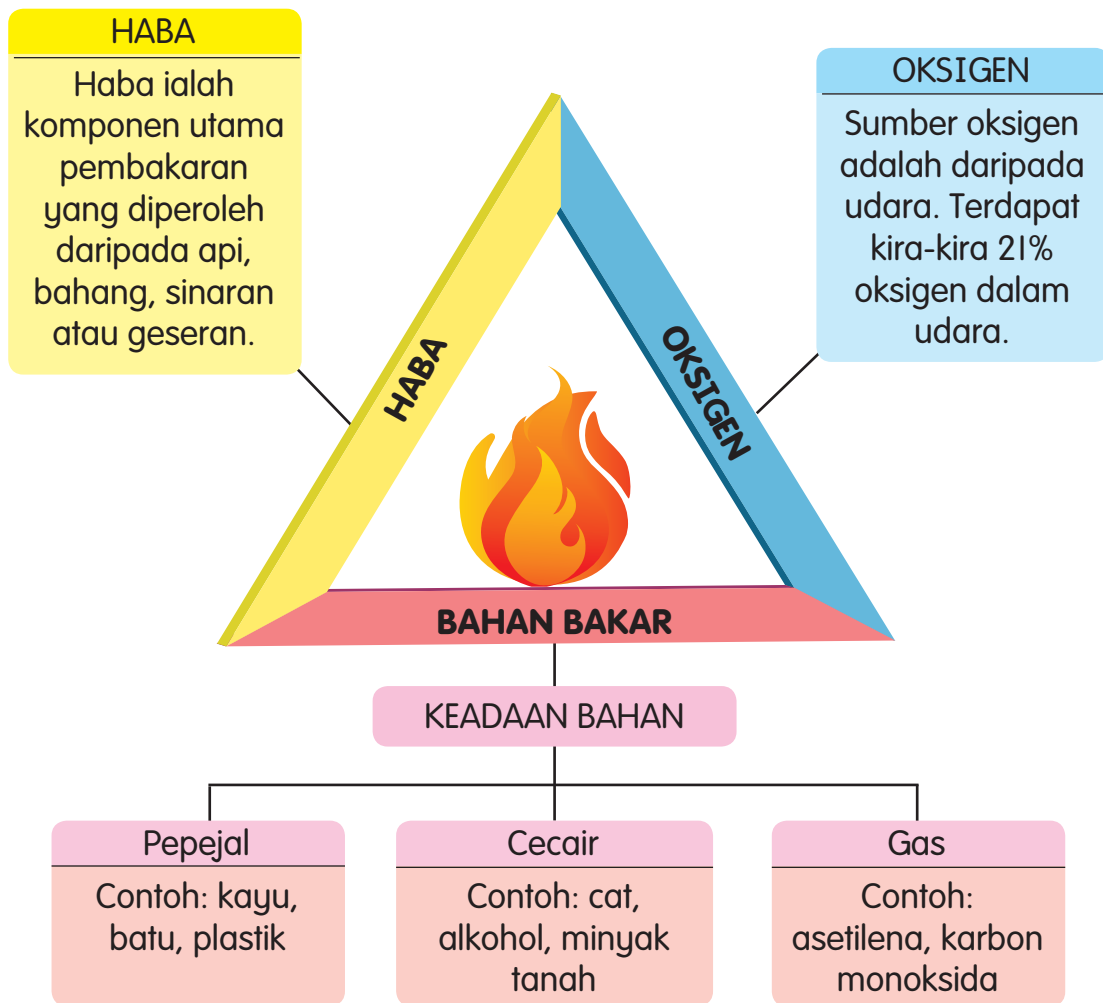 HABA
Haba ialah
komponen utama
pembakaran
yang diperoleh
daripada api,
bahang, sinaran
atau geseran.
OKSIGEN
Sumber oksigen
adalah daripada
udara. Terdapat
kira-kira 21%
oksigen dalam
udara.
HABA
OKSIGEN
BAHAN BAKAR
KEADAAN BAHAN
Pepejal
Contoh: kayu,
batu, plastik
Cecair
Contoh: cat,
alkohol, minyak
tanah
Gas
Contoh:
asetilena, karbon
monoksida